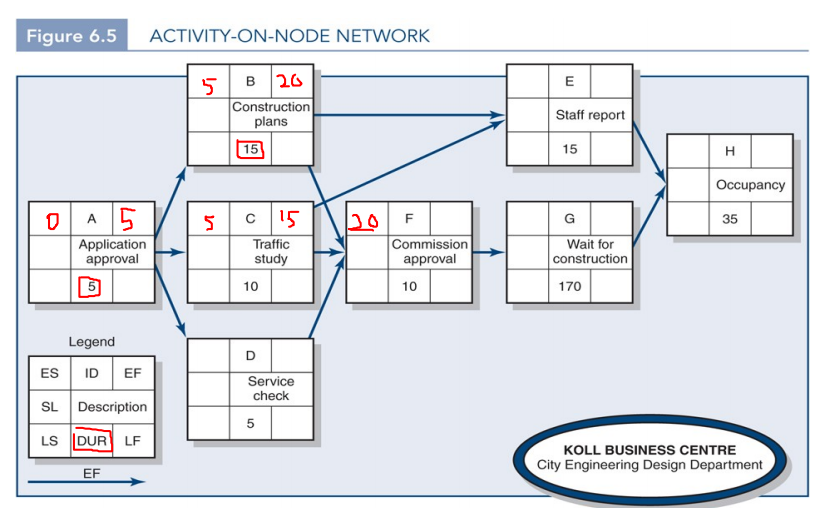 Figure 6.5 ACTIVITY-ON-NODE NETWORK
5 B 20
Construction
plans
15
E
Staff report
15
H
Occupancy
35
0 A 5
Application
approval
5
5 C 15
Traffic
study
10
20 F
Commission
approval
10
G
Wait for
construction
170
D
Service
check
5
Legend
ES ID EF
SL Description
LS DUR LF
EF
KOLL BUSINESS CENTRE
City Engineering Design Department